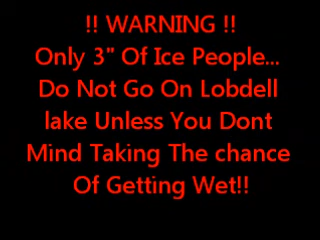 !! WARNING !!
Only 3" Of Ice People...
Do Not Go On Lobdell
lake Unless You Dont
Mind Taking The chance
Of Getting Wet!!